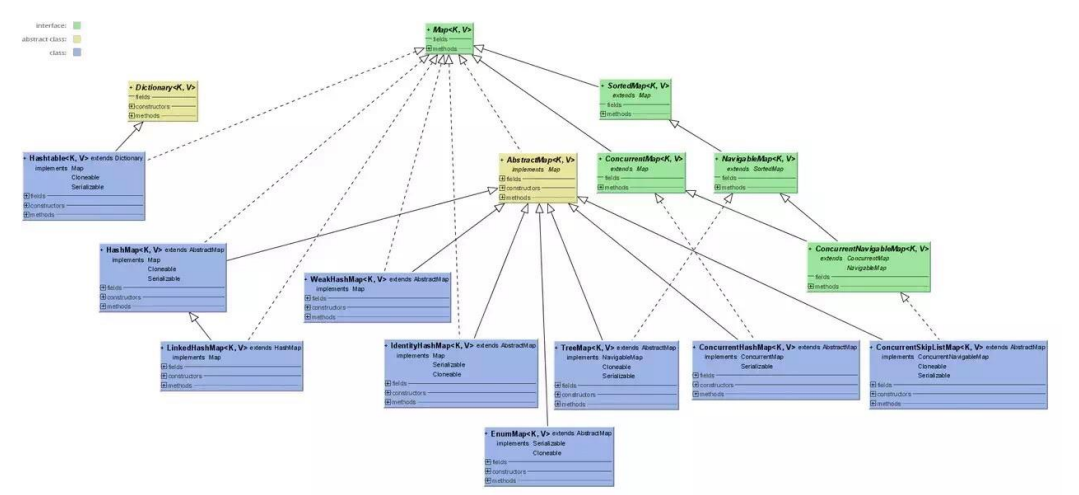 interface:
abstract class:
class:
Map<K, V>
fields
methods
Dictionary<K, V>
fields
constructors
methods
SortedMap<K, V>
extends Map
fields
methods
Hashtable<K, V> extends Dictionary
implements Map
Cloneable
Serializable
fields
constructors
methods
AbstractMap<K, V>
implements Map
fields
constructors
methods
ConcurrentMap<K, V>
extends Map
fields
methods
NavigableMap<K, V>
extends SortedMap
fields
methods
HashMap<K, V> extends AbstractMap
implements Map
Cloneable
Serializable
fields
constructors
methods
ConcurrentNavigableMap<K, V>
extends ConcurrentMap
NavigableMap
fields
methods
WeakHashMap<K, V> extends AbstractMap
implements Map
fields
constructors
methods
LinkedHashMap<K, V> extends HashMap
implements Map
fields
constructors
methods
IdentityHashMap<K, V> extends AbstractMap
implements Map
Serializable
Cloneable
fields
constructors
methods
TreeMap<K, V> extends AbstractMap
implements NavigableMap
Cloneable
Serializable
fields
constructors
methods
ConcurrentHashMap<K, V> extends AbstractMap
implements ConcurrentMap
Serializable
fields
constructors
methods
ConcurrentSkipListMap<K, V> extends AbstractMap
implements ConcurrentNavigableMap
Cloneable
Serializable
fields
constructors
methods
EnumMap<K, V> extends AbstractMap
implements Serializable
Cloneable
fields
constructors
methods